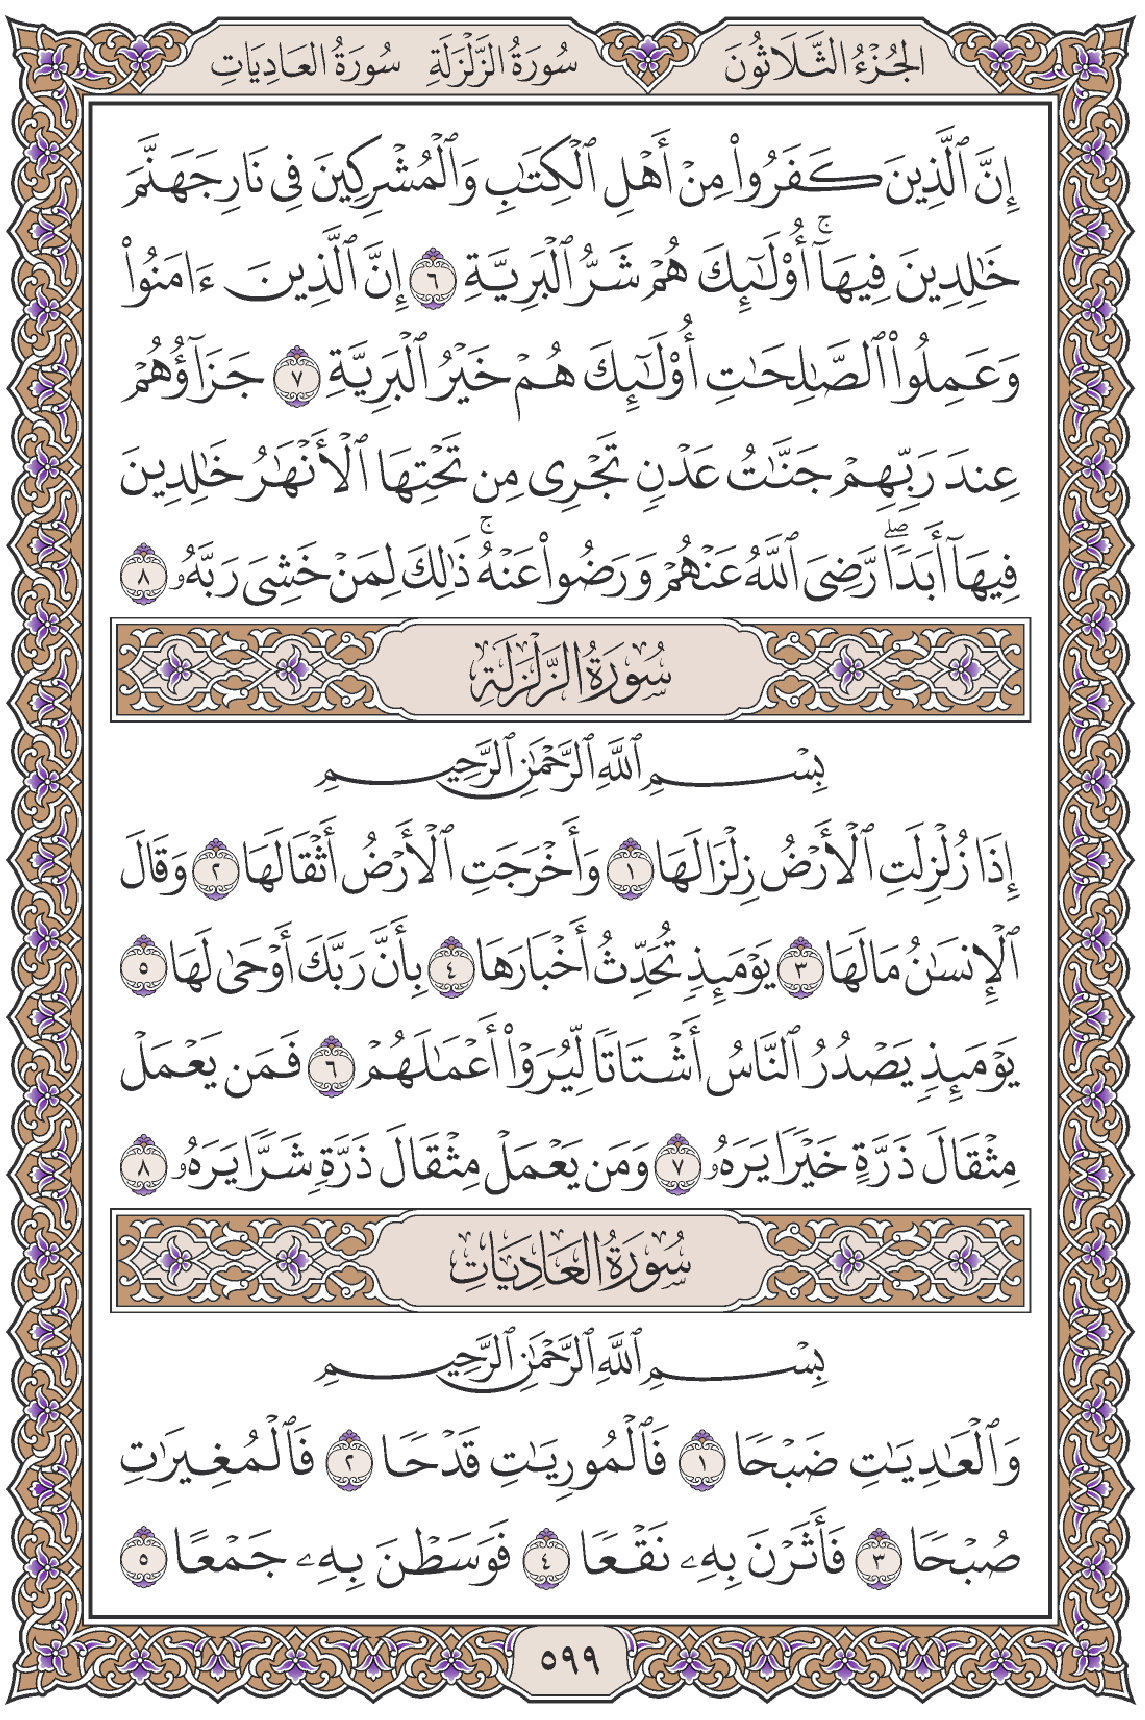 الجُزْءُ الثَّلَاثُونَ سُورَةُ الزَّلْزَلَةِ سُورَةُ العَادِيَاتِ
إِنَّ ٱلَّذِينَ كَفَرُوا۟ مِنْ أَهْلِ ٱلْكِتَـٰبِ وَٱلْمُشْرِكِينَ فِى نَارِ جَهَنَّمَ
خَـٰلِدِينَ فِيهَآ ۚ أُو۟لَـٰٓئِكَ هُمْ شَرُّ ٱلْبَرِيَّةِ ٦ إِنَّ ٱلَّذِينَ ءَامَنُوا۟
وَعَمِلُوا۟ ٱلصَّـٰلِحَـٰتِ أُو۟لَـٰٓئِكَ هُمْ خَيْرُ ٱلْبَرِيَّةِ ٧ جَزَآؤُهُمْ
عِندَ رَبِّهِمْ جَنَّـٰتُ عَدْنٍ تَجْرِى مِن تَحْتِهَا ٱلْأَنْهَـٰرُ خَـٰلِدِينَ
فِيهَآ أَبَدًا ۖ رَّضِىَ ٱللَّهُ عَنْهُمْ وَرَضُوا۟ عَنْهُ ۚ ذَٰلِكَ لِمَنْ خَشِىَ رَبَّهُۥ ٨
سُورَةُ الزَّلْزَلَةِ
بِسْمِ ٱللَّهِ ٱلرَّحْمَـٰنِ ٱلرَّحِيمِ
إِذَا زُلْزِلَتِ ٱلْأَرْضُ زِلْزَالَهَا ١ وَأَخْرَجَتِ ٱلْأَرْضُ أَثْقَالَهَا ٢ وَقَالَ
ٱلْإِنسَـٰنُ مَا لَهَا ٣ يَوْمَئِذٍ تُحَدِّثُ أَخْبَارَهَا ٤ بِأَنَّ رَبَّكَ أَوْحَىٰ لَهَا ٥
يَوْمَئِذٍ يَصْدُرُ ٱلنَّاسُ أَشْتَاتًا لِّيُرَوْا۟ أَعْمَـٰلَهُمْ ٦ فَمَن يَعْمَلْ
مِثْقَالَ ذَرَّةٍ خَيْرًا يَرَهُۥ ٧ وَمَن يَعْمَلْ مِثْقَالَ ذَرَّةٍ شَرًّا يَرَهُۥ ٨
سُورَةُ العَادِيَاتِ
بِسْمِ ٱللَّهِ ٱلرَّحْمَـٰنِ ٱلرَّحِيمِ
وَٱلْعَـٰدِيَـٰتِ ضَبْحًا ١ فَٱلْمُورِيَـٰتِ قَدْحًا ٢ فَٱلْمُغِيرَٰتِ
صُبْحًا ٣ فَأَثَرْنَ بِهِۦ نَقْعًا ٤ فَوَسَطْنَ بِهِۦ جَمْعًا ٥
٥٩٩